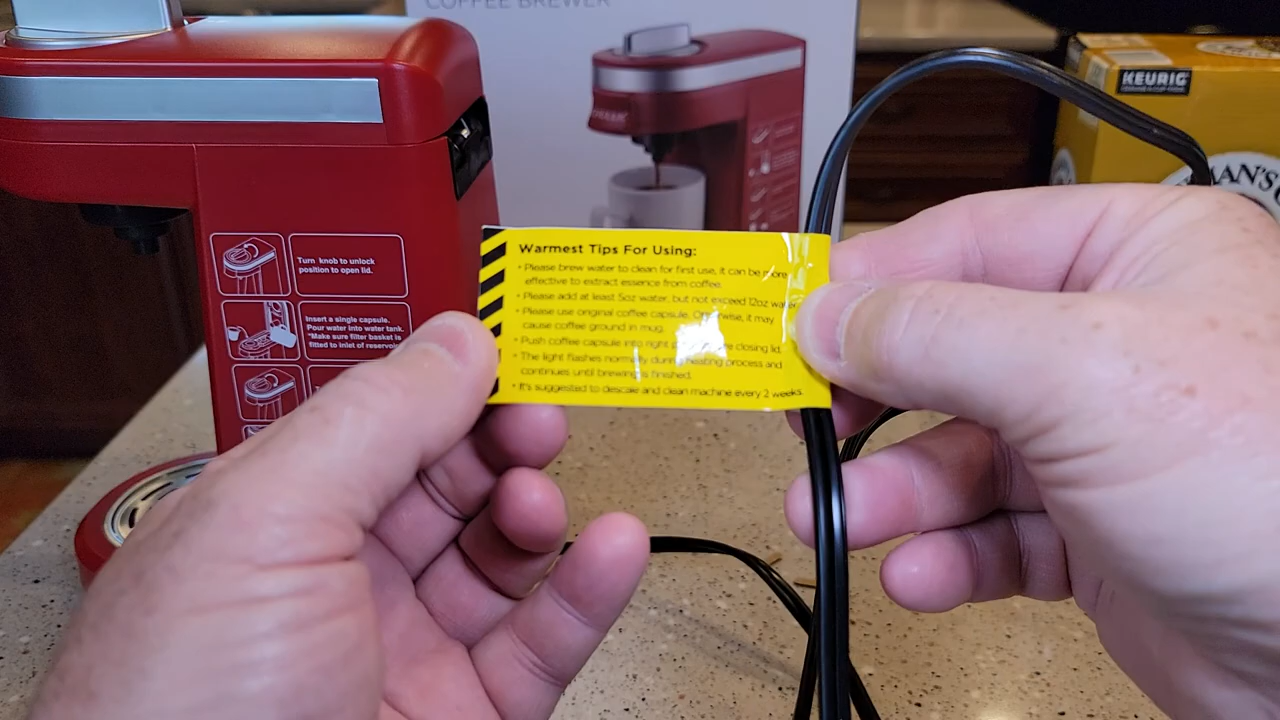 COFFEE BREWER
KEURIG
MAN'S
Warmest Tips For Using:
• Please brew water to clean for first use, it can be more
effective to extract essence from coffee.
• Please add at least 5oz water, but not exceed 12oz water
• Please use original coffee capsule. Otherwise, it may
cause coffee ground in mug.
• Push coffee capsule into right closing lid.
• The light flashes normally during heating process and
continues until brewing is finished.
• It's suggested to descale and clean machine every 2 weeks.
Turn knob to unlock
position to open lid.
Insert a single capsule.
Pour water into water tank.
*Make sure filter basket is
fitted to inlet of reservoir